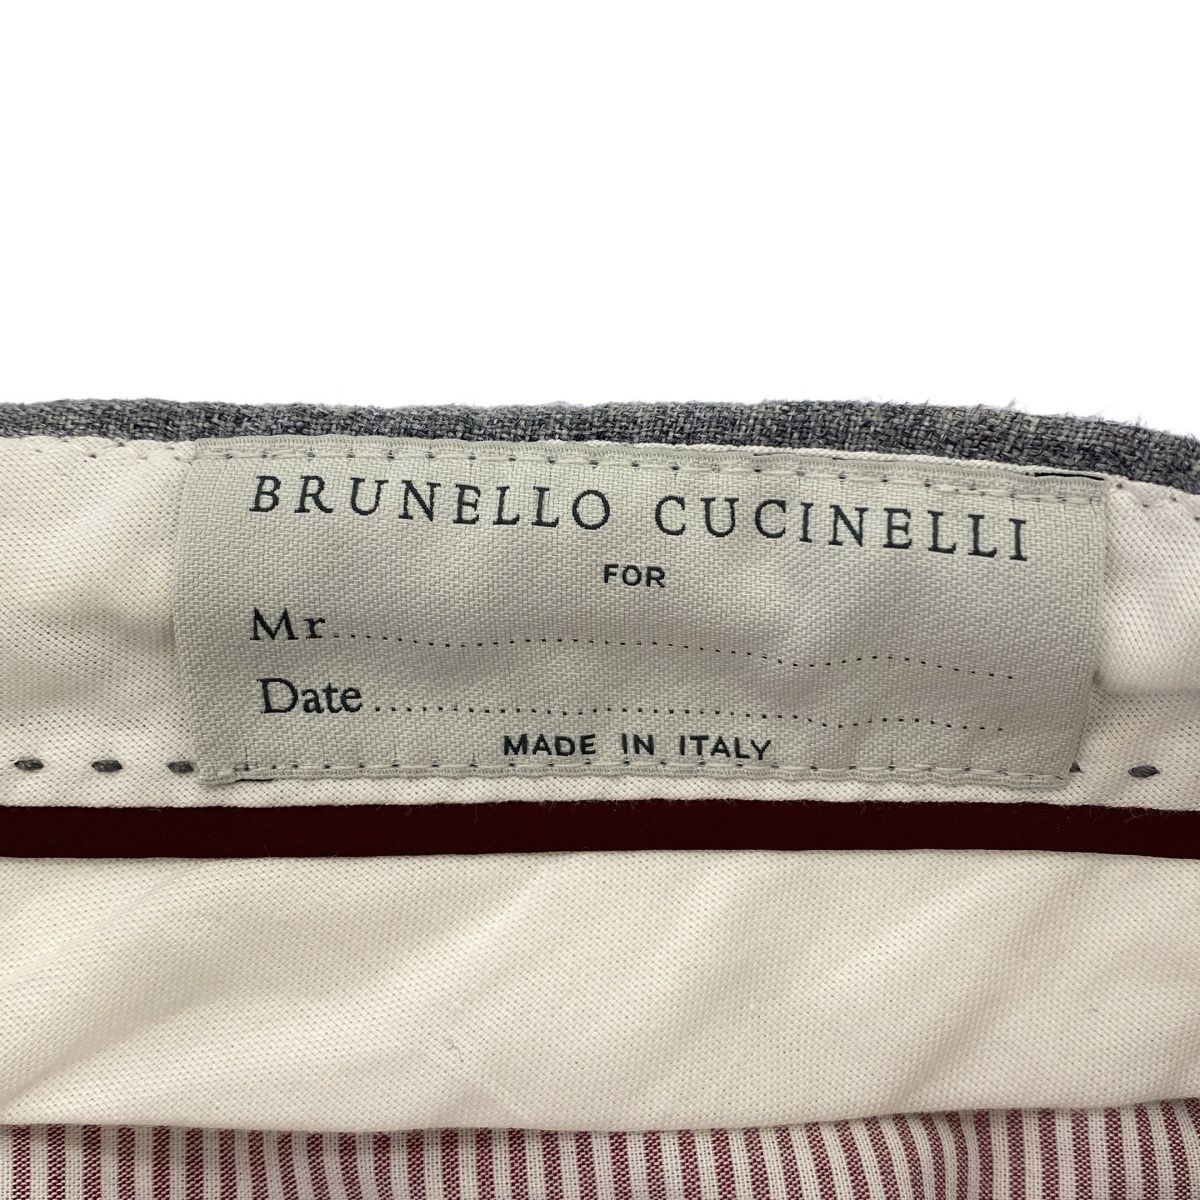 BRUNELLO CUCINELLI
FOR
Mr..............................................
Date..............................................
MADE IN ITALY